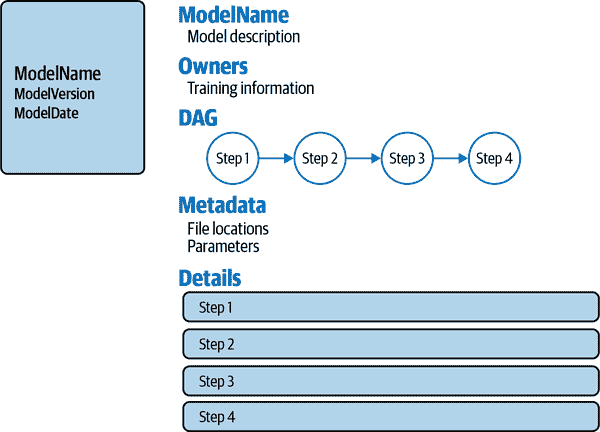 ModelName
ModelVersion
ModelDate
ModelName
Model description
Owners
Training information
DAG
Step 1 Step 2 Step 3 Step 4
Metadata
File locations
Parameters
Details
Step 1
Step 2
Step 3
Step 4